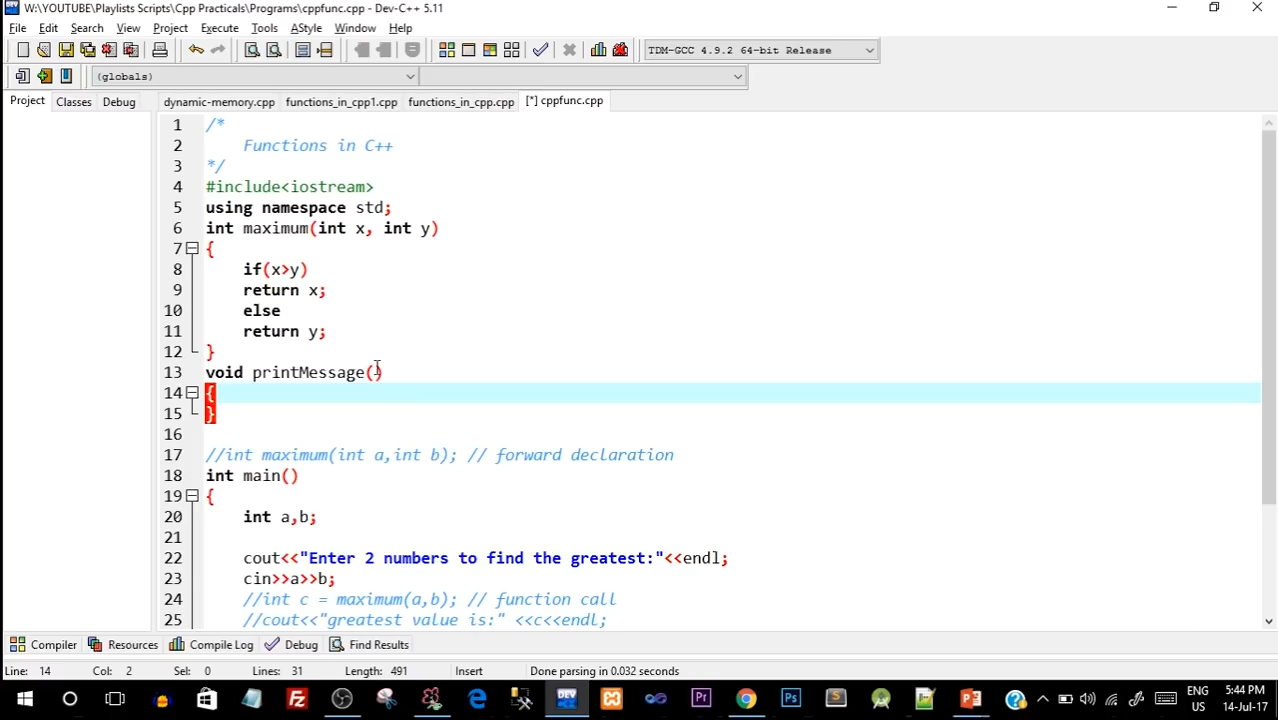 W:\YOUTUBE\Playlists Scripts\Cpp Practicals\Programs\cppfunc.cpp - Dev-C++ 5.11
File Edit Search View Project Execute Tools AStyle Window Help
TDM-GCC 4.9.2 64-bit Release
(globals)
Project Classes Debug dynamic-memory.cpp functions_in_cpp1.cpp functions_in_cpp.cpp [*] cppfunc.cpp
1 /*
2 Functions in C++
3 */
4 #include<iostream>
5 using namespace std;
6 int maximum(int x, int y)
7 {
8 if(x>y)
9 return x;
10 else
11 return y;
12 }
13 void printMessage()
14 {
15 }
16
17 //int maximum(int a,int b); // forward declaration
18 int main()
19 {
20 int a,b;
21
22 cout<<"Enter 2 numbers to find the greatest:"<<endl;
23 cin>>a>>b;
24 //int c = maximum(a,b); // function call
25 //cout<<"greatest value is:" <<c<<endl;
Compiler Resources Compile Log Debug Find Results
Line: 14 Col: 2 Sel: 0 Lines: 31 Length: 491 Insert Done parsing in 0.032 seconds
DEV Pr Ps S P ENG 5:44 PM
US 14-Jul-17